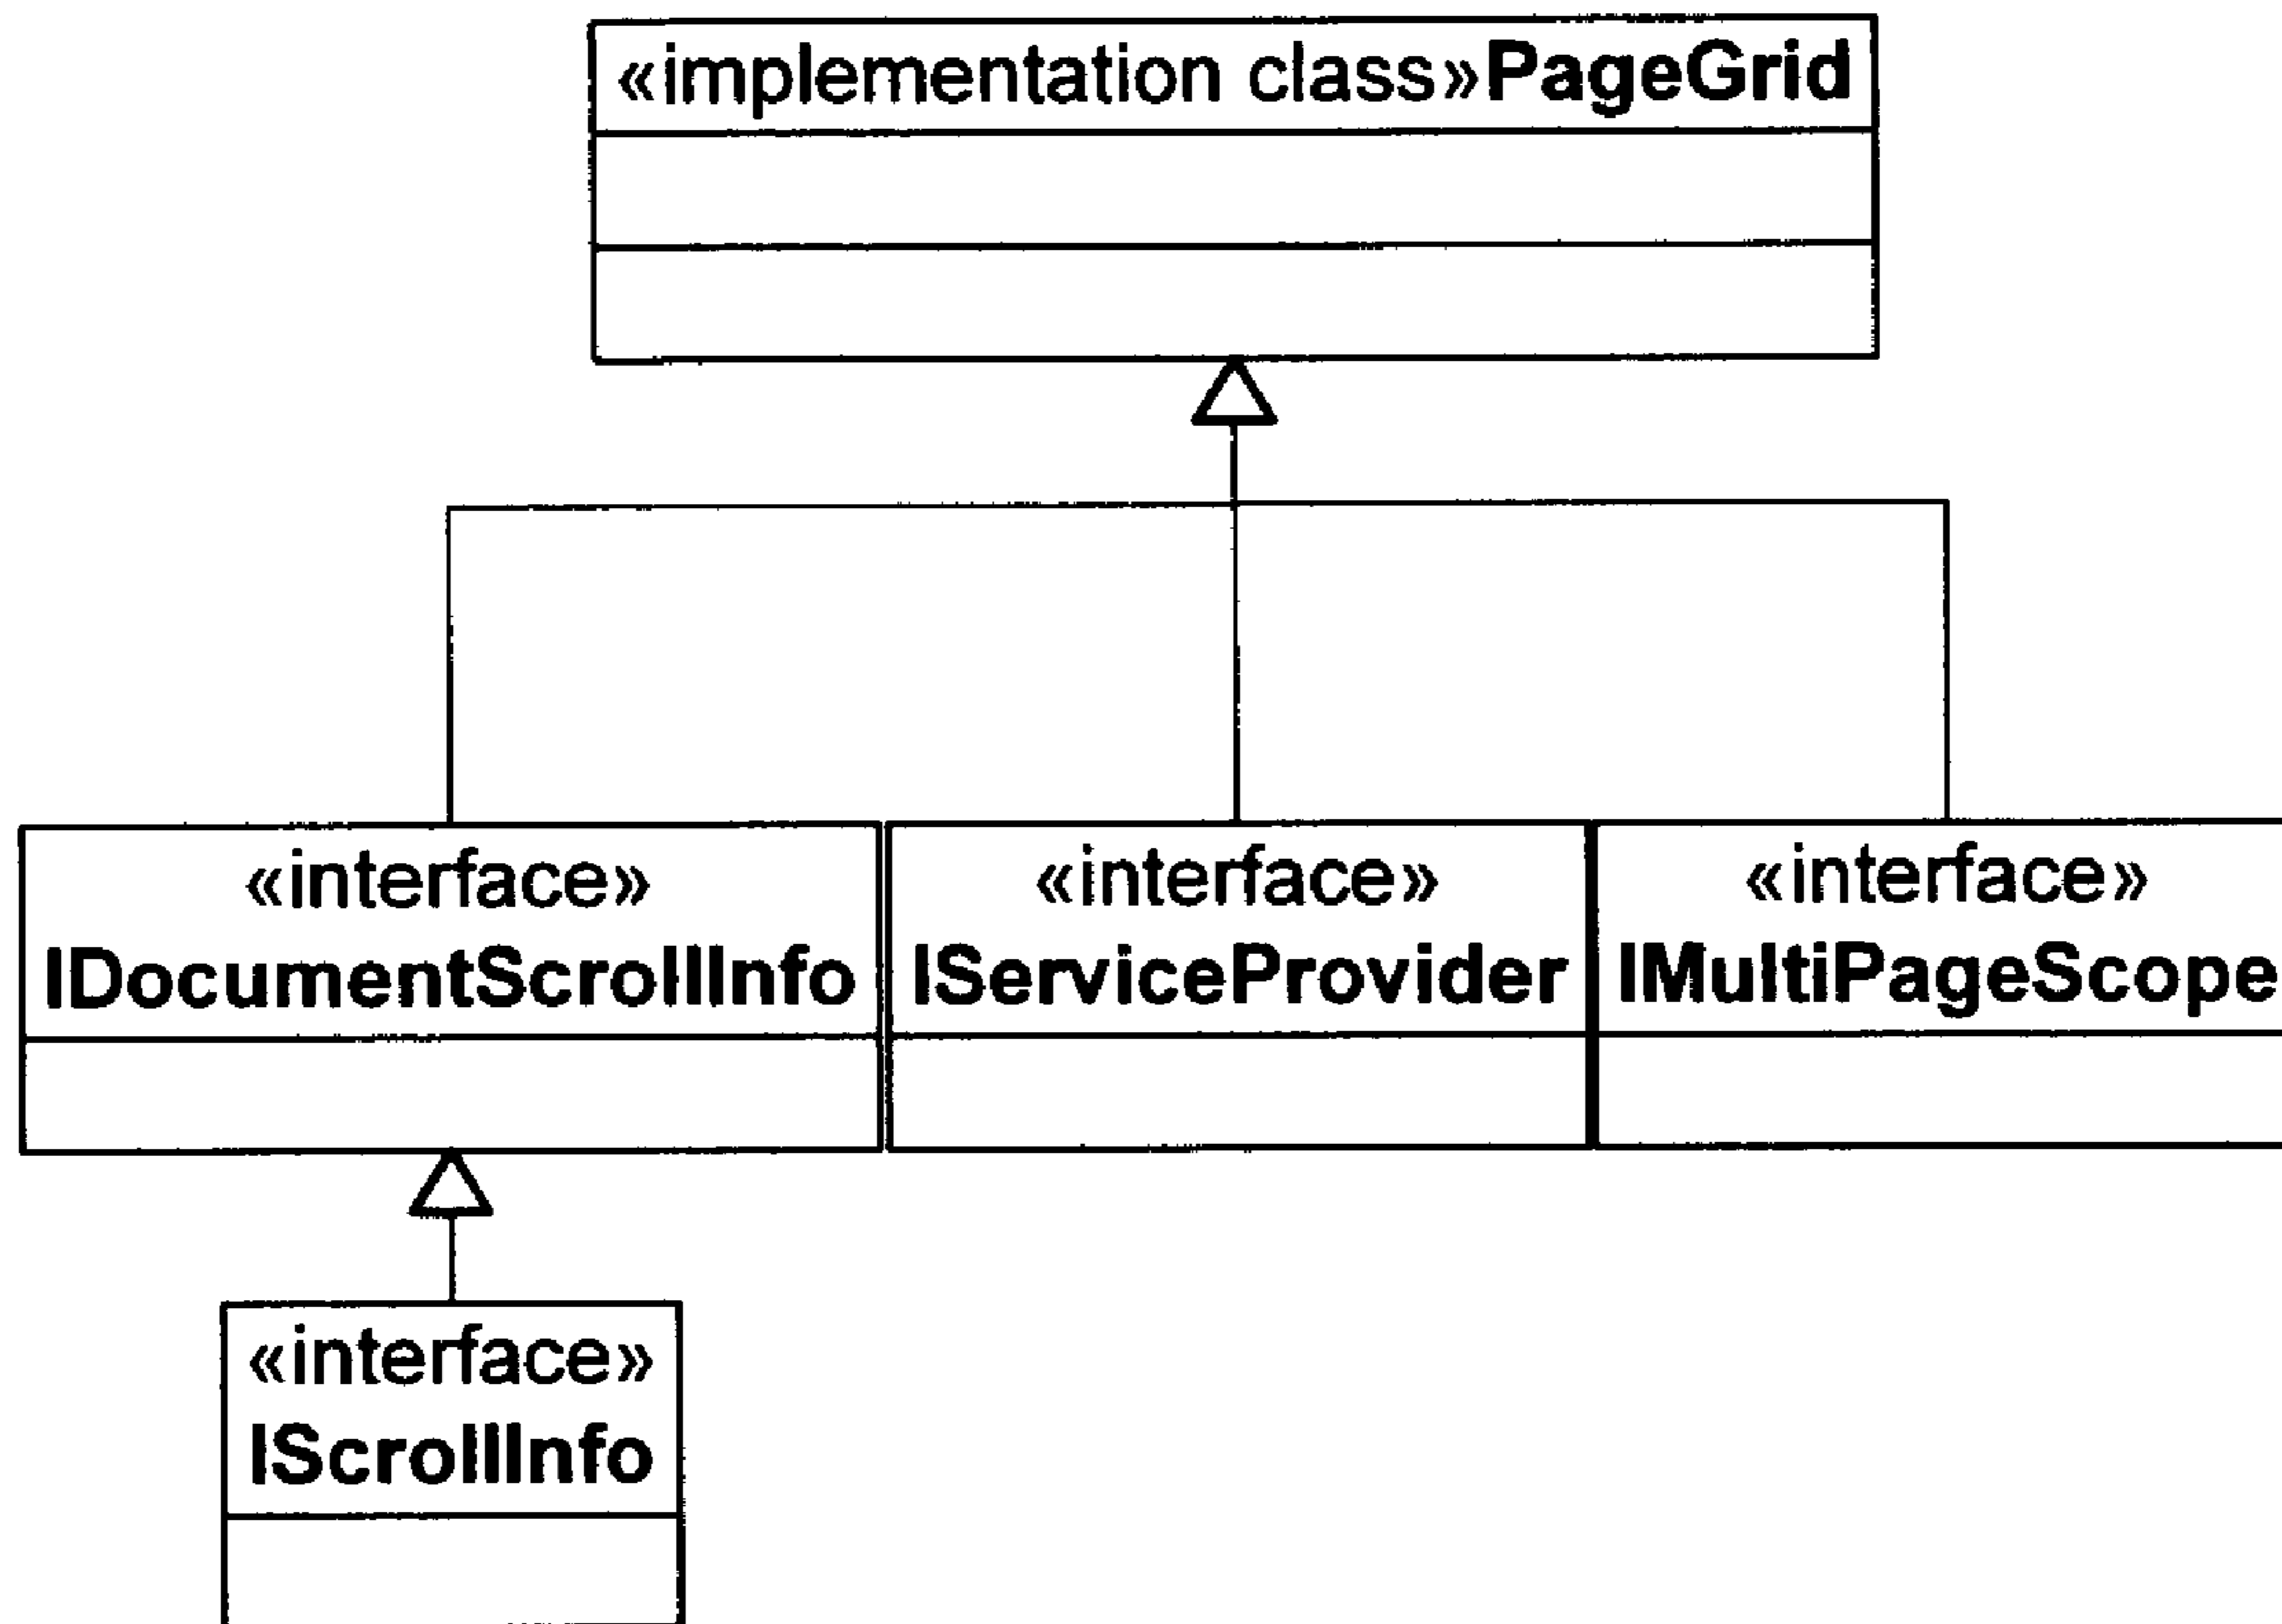 «implementation class»PageGrid
«interface»
IDocumentScrollInfo
«interface»
IServiceProvider
«interface»
IMultiPageScope
«interface»
IScrollInfo